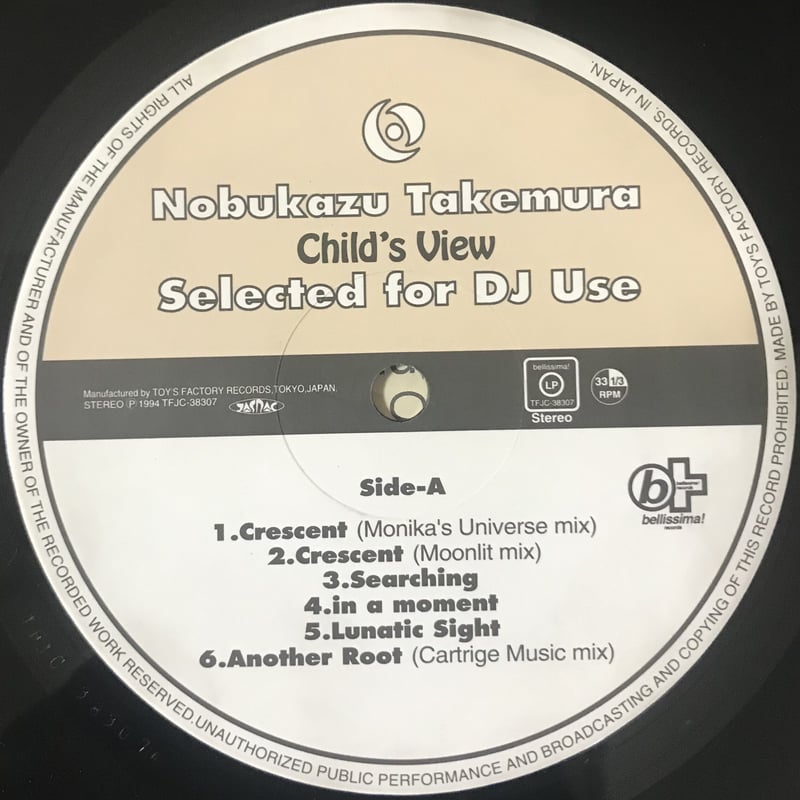 Nobukazu Takemura
Child's View
Selected for DJ Use
Manufactured by TOY'S FACTORY RECORDS,TOKYO,JAPAN.
STEREO Ⓟ 1994 TFJC-38307
JASRAC
bellissima!
LP
TFJC-38307
Stereo
33 1/3
RPM
Side-A
b+
bellissima!
records
bellissima!
records
1.Crescent (Monika's Universe mix)
2.Crescent (Moonlit mix)
3.Searching
4.in a moment
5.Lunatic Sight
6.Another Root (Cartrige Music mix)
ALL RIGHTS OF THE MANUFACTURER AND OF THE OWNER OF THE RECORDED WORK RESERVED.UNAUTHORIZED PUBLIC PERFORMANCE AND BROADCASTING AND COPYING OF THIS RECORD PROHIBITED. MADE BY TOY'S FACTORY RECORDS, IN JAPAN.